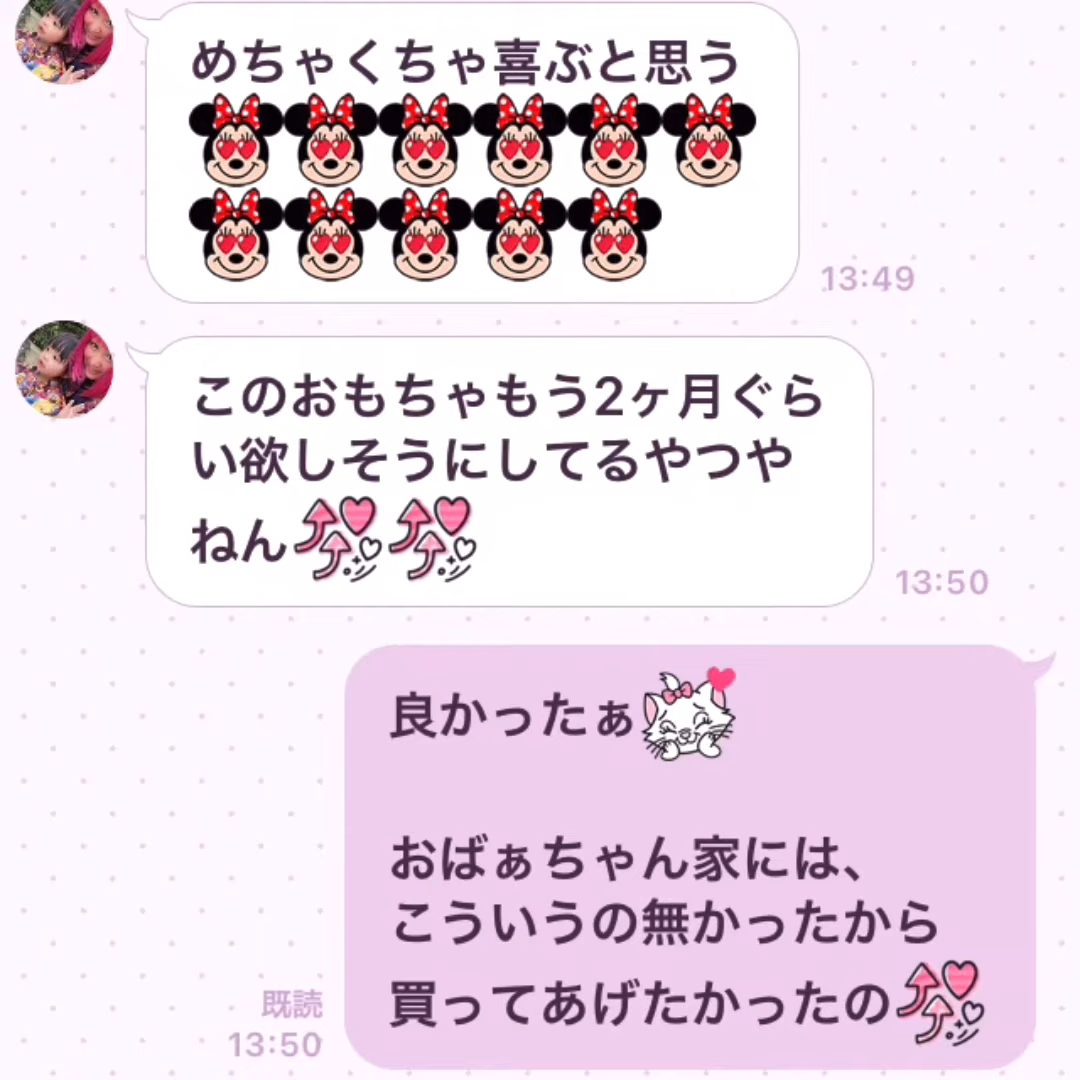 めちゃくちゃ喜ぶと思う
13:49
このおもちゃもう2ヶ月ぐら
い欲しそうにしてるやつや
ねん
13:50
良かったぁ
おばぁちゃん家には、
こういうの無かったから
買ってあげたかったの
既読
13:50